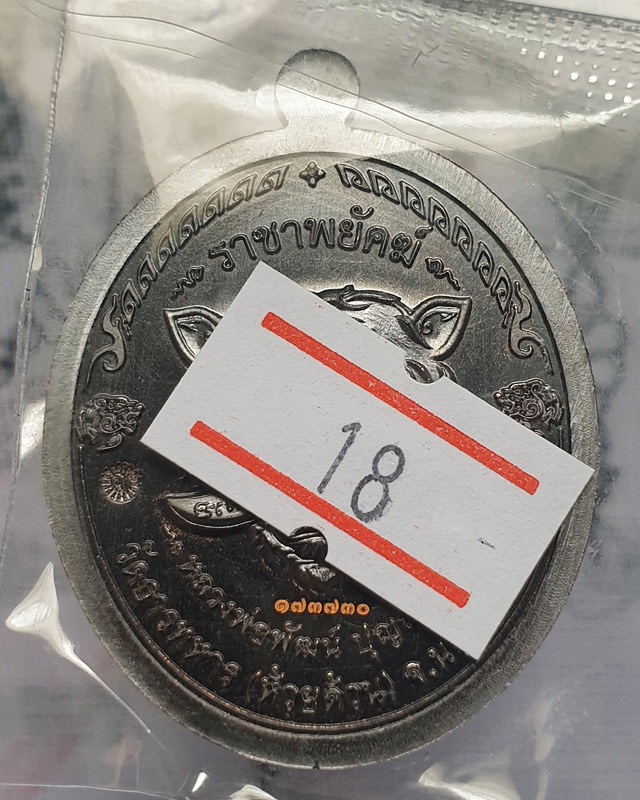 ราชาพยัคฆ์
18
๑๗๓๗๓๐
หลวงพ่อพัฒน์ ปุญ
วัดธารทหาร (ห้วยด้วน) จ.น